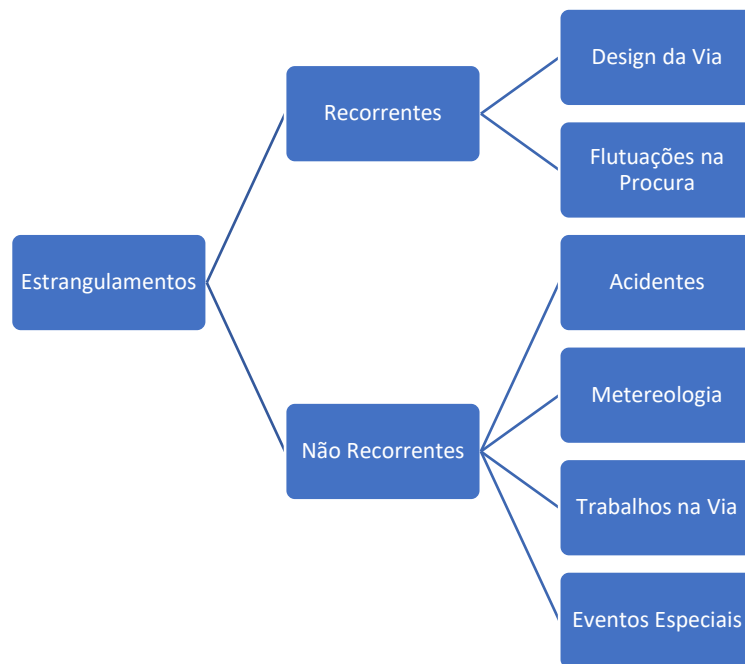 Design da Via
Recorrentes
Flutuações na
Procura
Estrangulamentos
Acidentes
Metereologia
Não Recorrentes
Trabalhos na Via
Eventos Especiais